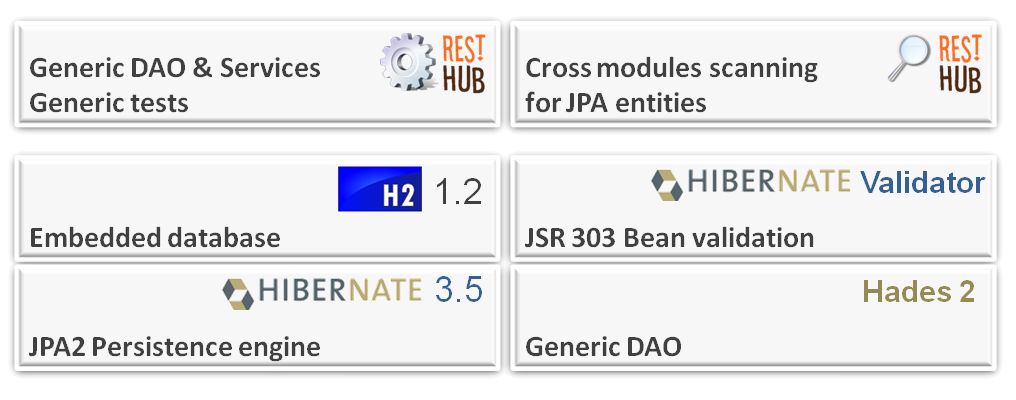 Generic DAO & Services
Generic tests
REST
HUB
Cross modules scanning
for JPA entities
REST
HUB
H2 1.2
Embedded database
HIBERNATE Validator
JSR 303 Bean validation
HIBERNATE 3.5
JPA2 Persistence engine
Hades 2
Generic DAO